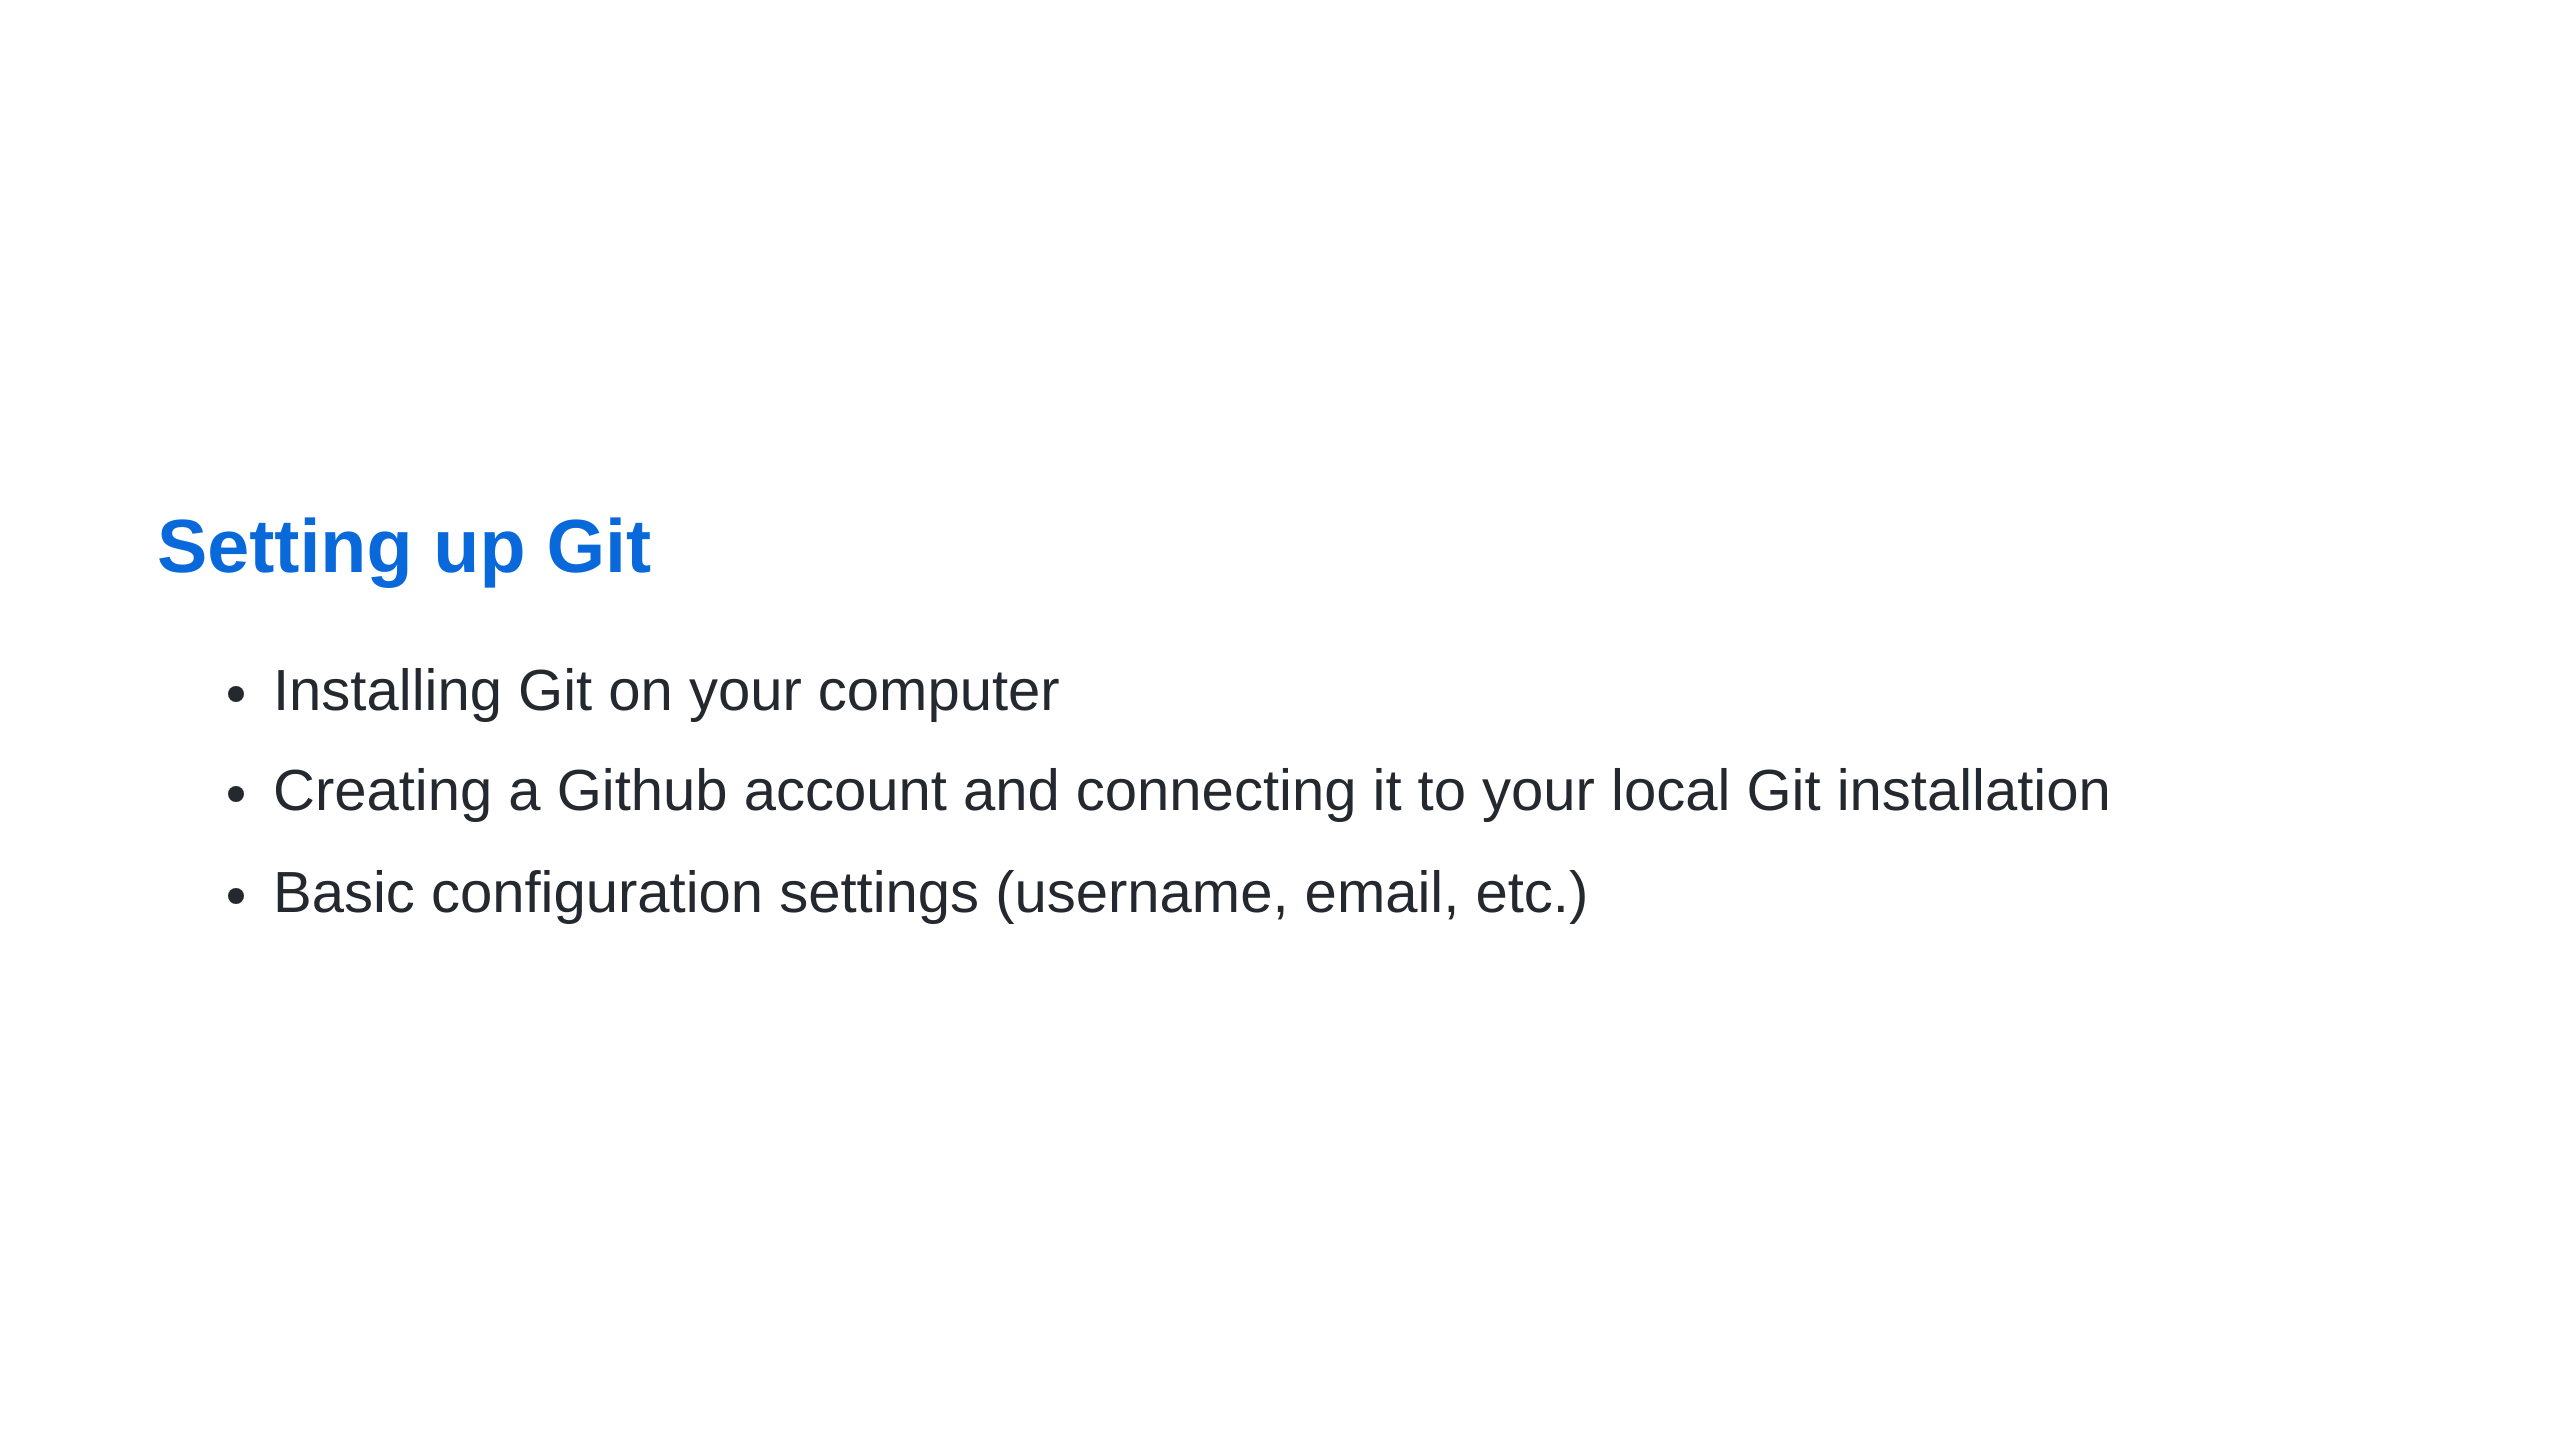 Setting up Git
• Installing Git on your computer
• Creating a Github account and connecting it to your local Git installation
• Basic configuration settings (username, email, etc.)